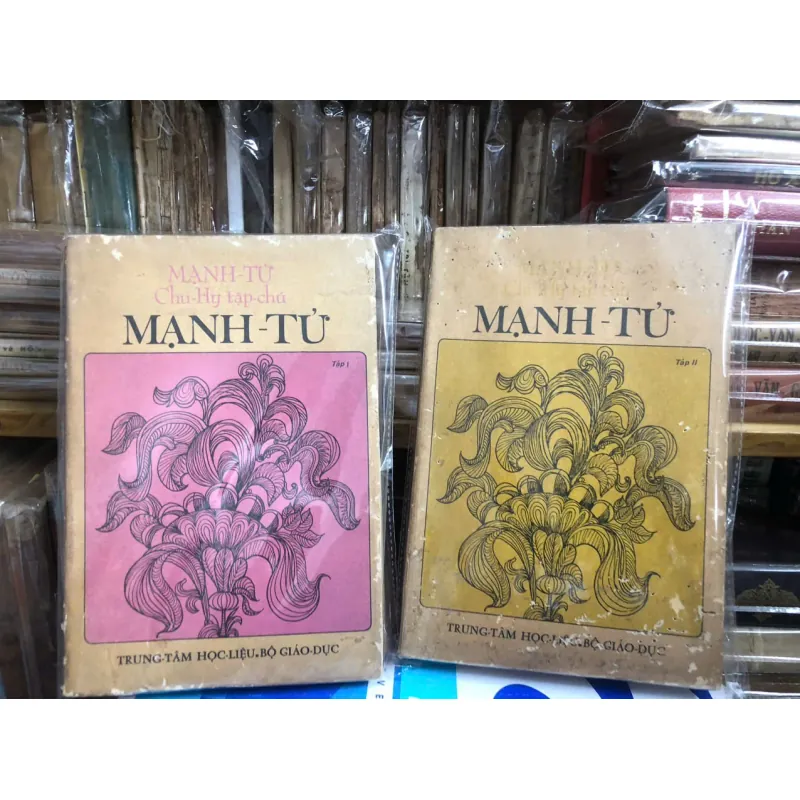 MẠNH-TỬ
Chu-Hy tập-chú
MẠNH-TỬ
Tập I
TRUNG-TÂM HỌC-LIỆU BỘ GIÁO-DỤC
MẠNH-TỬ
Tập II
TRUNG-TÂM HỌC-LIỆU BỘ GIÁO-DỤC